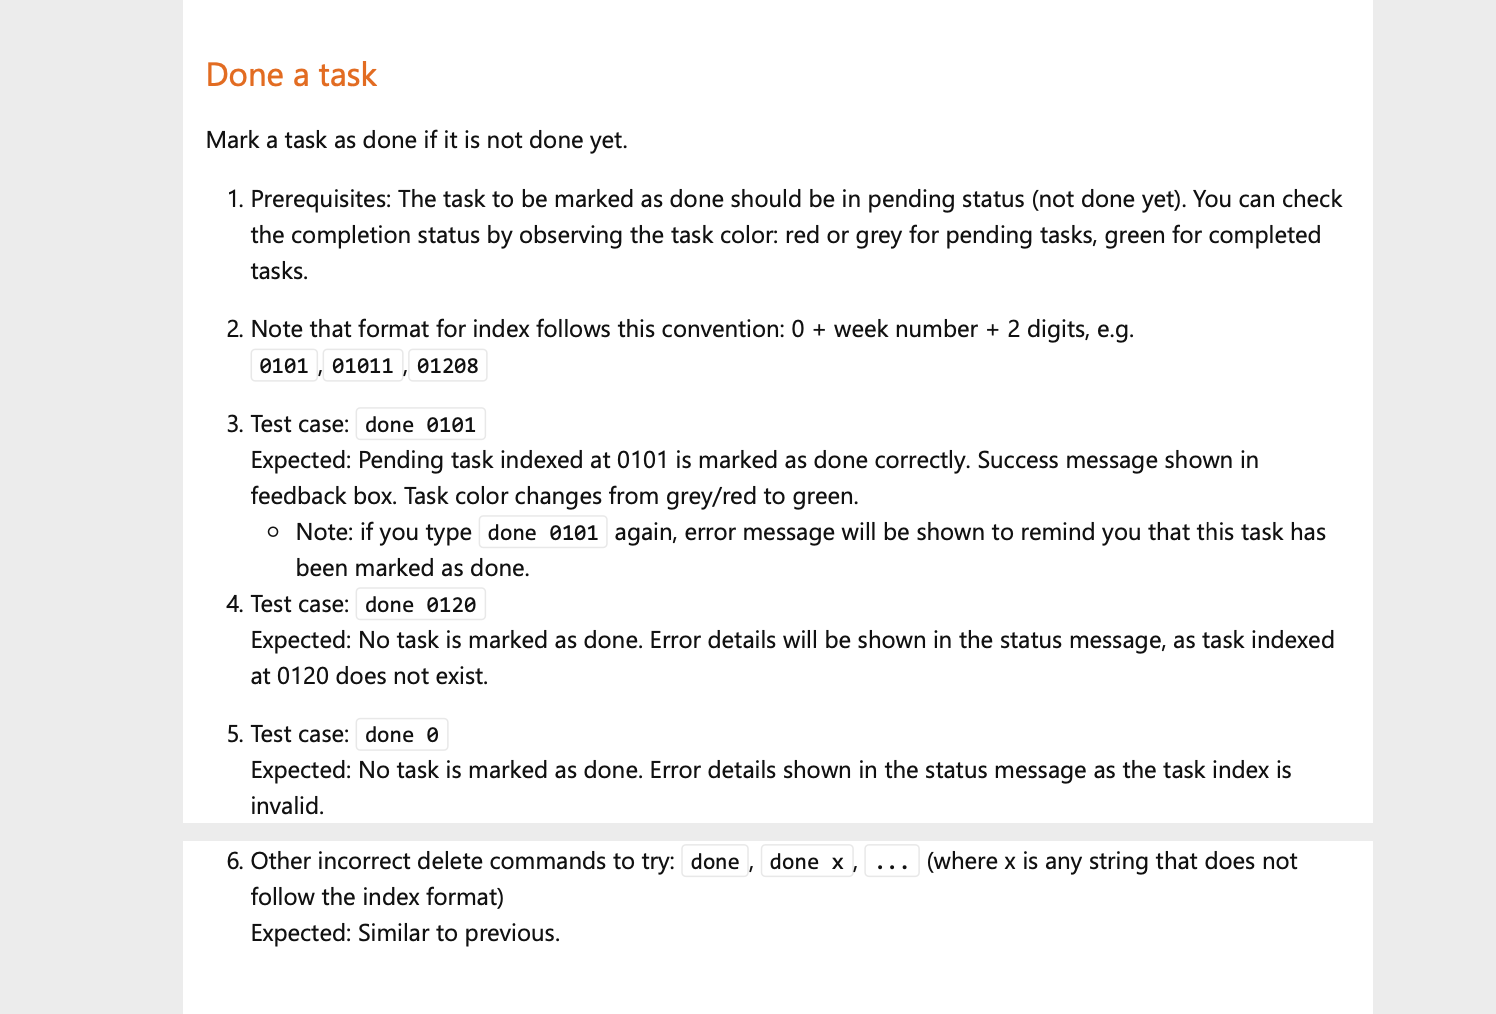 Done a task
Mark a task as done if it is not done yet.
1. Prerequisites: The task to be marked as done should be in pending status (not done yet). You can check
the completion status by observing the task color: red or grey for pending tasks, green for completed
tasks.
2. Note that format for index follows this convention: 0 + week number + 2 digits, e.g.
0101 , 01011 , 01208
3. Test case: done 0101
Expected: Pending task indexed at 0101 is marked as done correctly. Success message shown in
feedback box. Task color changes from grey/red to green.
○ Note: if you type done 0101 again, error message will be shown to remind you that this task has
been marked as done.
4. Test case: done 0120
Expected: No task is marked as done. Error details will be shown in the status message, as task indexed
at 0120 does not exist.
5. Test case: done 0
Expected: No task is marked as done. Error details shown in the status message as the task index is
invalid.
6. Other incorrect delete commands to try: done , done x , ... (where x is any string that does not
follow the index format)
Expected: Similar to previous.